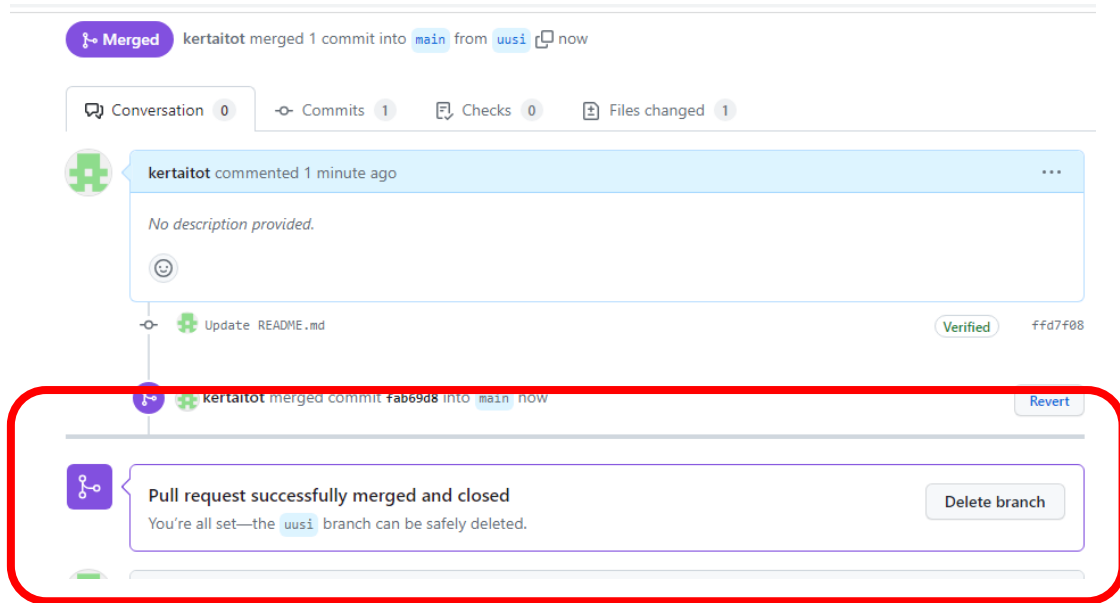 Merged kertaitot merged 1 commit into main from uusi now
Conversation 0 Commits 1 Checks 0 Files changed 1
kertaitot commented 1 minute ago
No description provided.
Update README.md Verified ffd7f08
kertaitot merged commit fab69d8 into main now Revert
Pull request successfully merged and closed
You're all set—the uusi branch can be safely deleted.
Delete branch